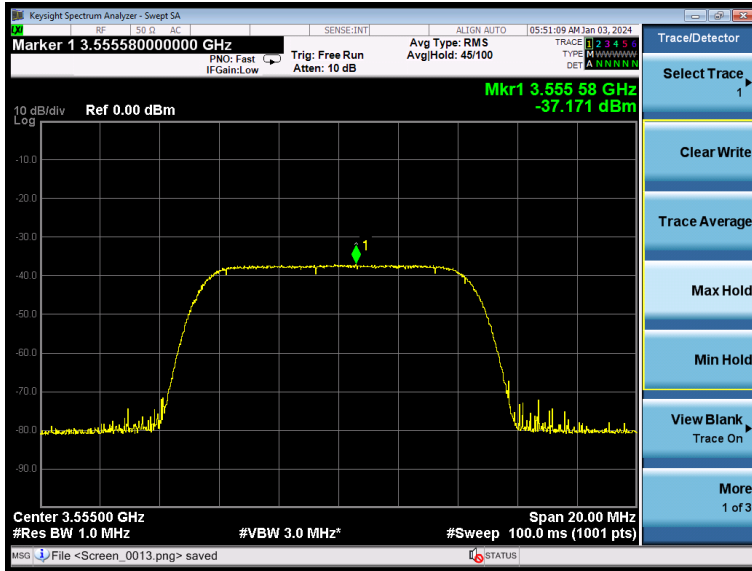 Keysight Spectrum Analyzer - Swept SA
LXI RF 50 Ω AC SENSE:INT ALIGN AUTO 05:51:09 AM Jan 03, 2024
Marker 1 3.555580000000 GHz
PNO: Fast
IFGain:Low
Trig: Free Run
Atten: 10 dB
Avg Type: RMS
Avg|Hold: 45/100
TRACE 1 2 3 4 5 6
TYPE M WWWWW
DET A N N N N N
Mkr1 3.555 58 GHz
-37.171 dBm
10 dB/div Ref 0.00 dBm
Log
-10.0
-20.0
-30.0
1
-40.0
-50.0
-60.0
-70.0
-80.0
-90.0
Center 3.55500 GHz Span 20.00 MHz
#Res BW 1.0 MHz #VBW 3.0 MHz* #Sweep 100.0 ms (1001 pts)
MSG File <Screen_0013.png> saved STATUS
Trace/Detector
Select Trace
1
Clear Write
Trace Average
Max Hold
Min Hold
View Blank
Trace On
More
1 of 3